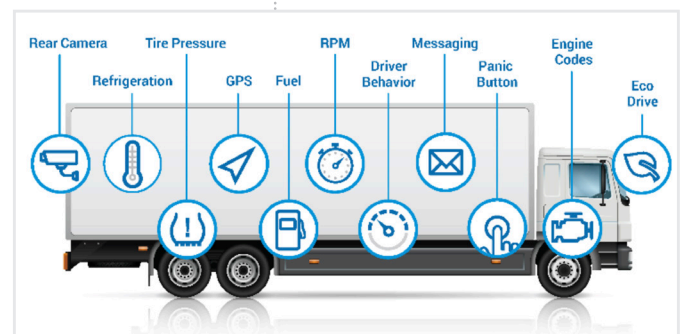 Rear Camera
Tire Pressure
RPM
Messaging
Engine
Codes
Refrigeration
GPS
Fuel
Driver
Behavior
Panic
Button
Eco
Drive